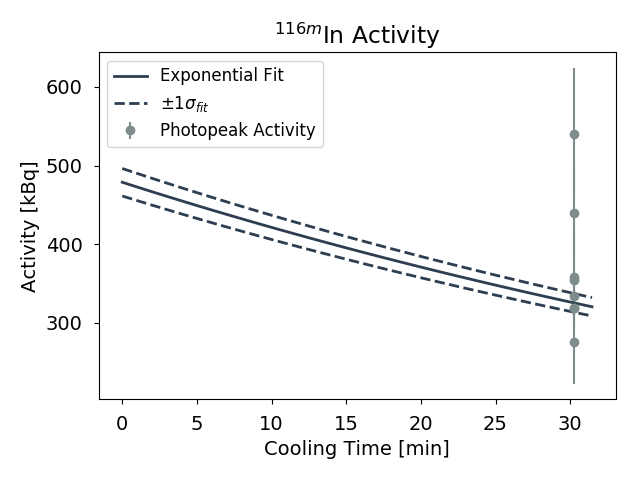 ¹¹⁶ᵐIn Activity
Exponential Fit
±1σ_fit
Photopeak Activity
Activity [kBq]
600
500
400
300
0 5 10 15 20 25 30
Cooling Time [min]